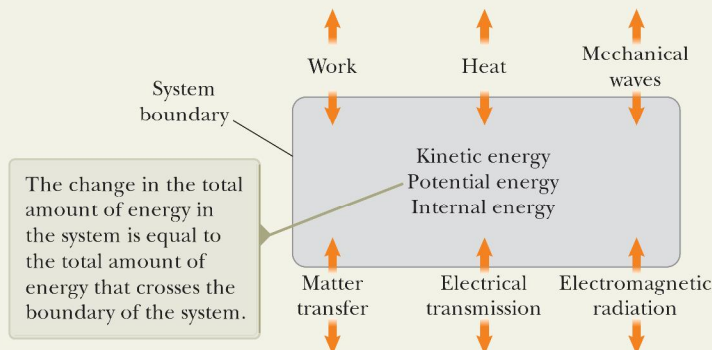 Work
Heat
Mechanical
waves
System
boundary
Kinetic energy
Potential energy
Internal energy
The change in the total
amount of energy in
the system is equal to
the total amount of
energy that crosses the
boundary of the system.
Matter
transfer
Electrical
transmission
Electromagnetic
radiation